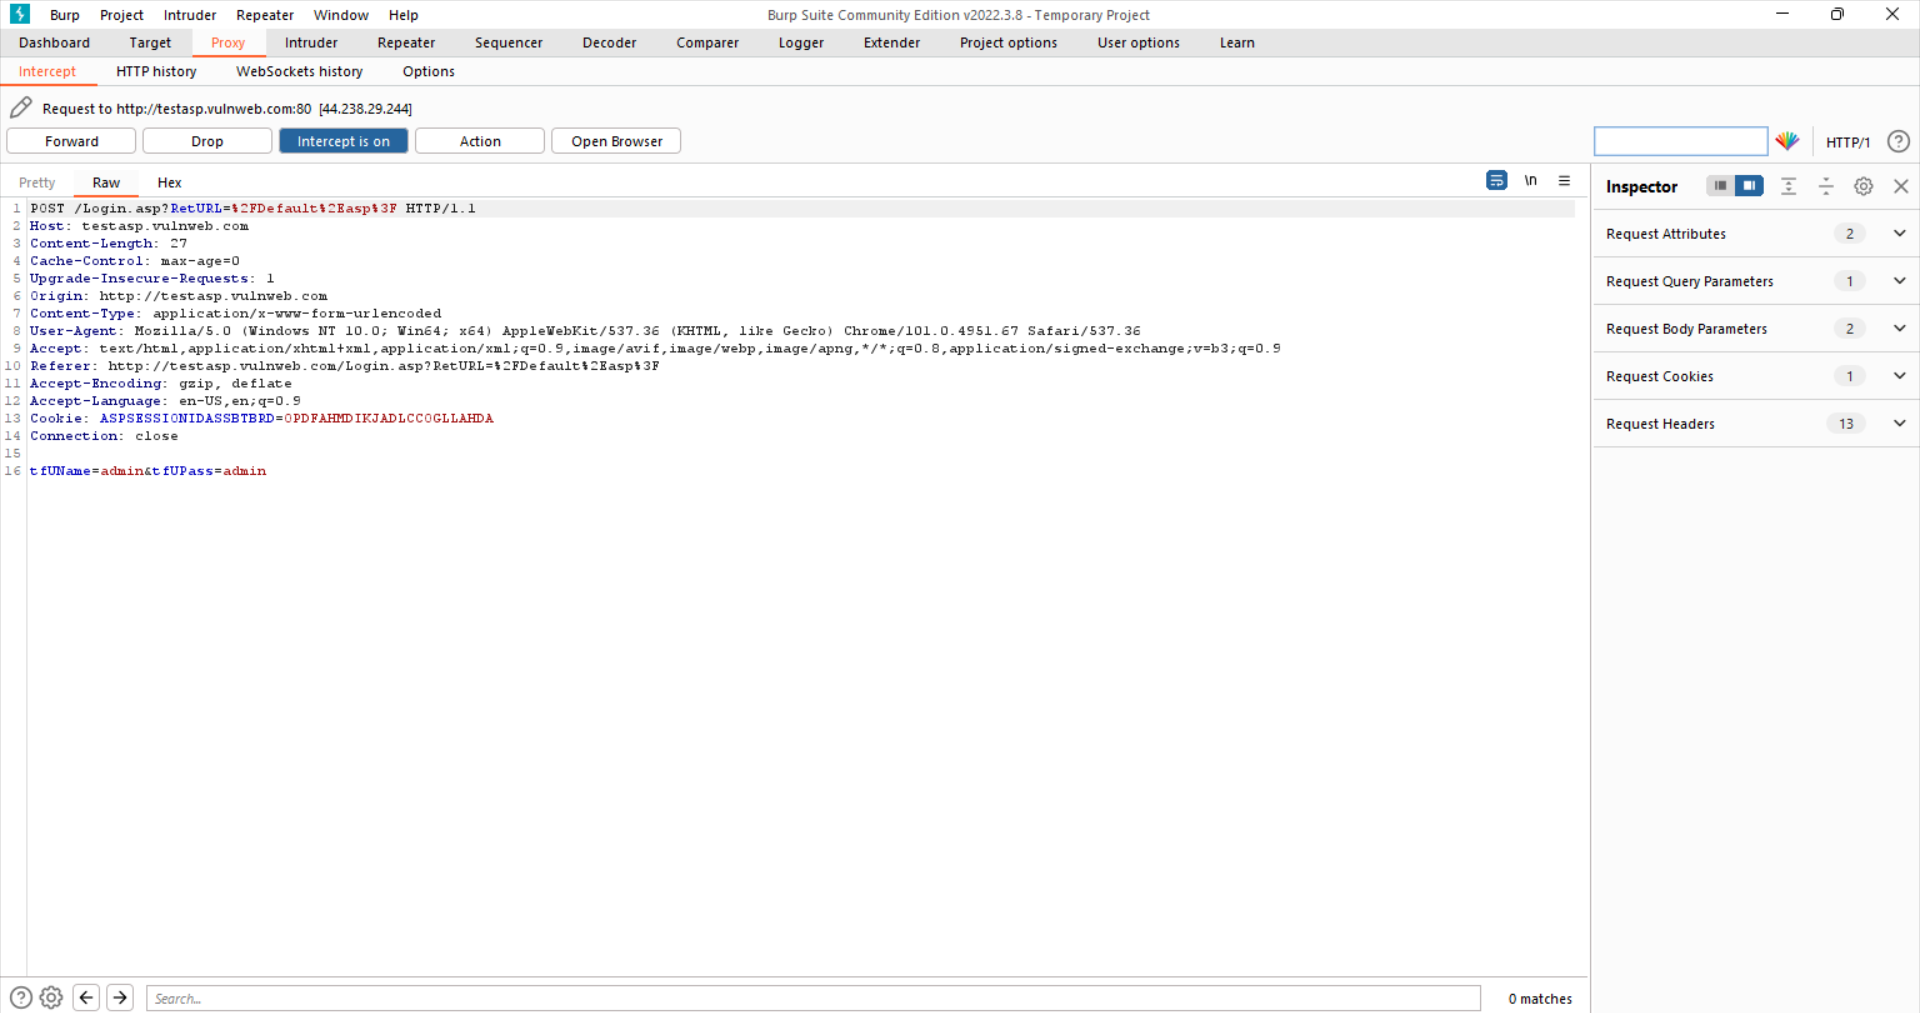 Burp Project Intruder Repeater Window Help Burp Suite Community Edition v2022.3.8 - Temporary Project
Dashboard Target Proxy Intruder Repeater Sequencer Decoder Comparer Logger Extender Project options User options Learn
Intercept HTTP history WebSockets history Options
Request to http://testasp.vulnweb.com:80 [44.238.29.244]
Forward Drop Intercept is on Action Open Browser HTTP/1 ?
Pretty Raw Hex \n
Inspector
1 POST /Login.asp?RetURL=%2FDefault%2Easp%3F HTTP/1.1
2 Host: testasp.vulnweb.com
3 Content-Length: 27
4 Cache-Control: max-age=0
5 Upgrade-Insecure-Requests: 1
6 Origin: http://testasp.vulnweb.com
7 Content-Type: application/x-www-form-urlencoded
8 User-Agent: Mozilla/5.0 (Windows NT 10.0; Win64; x64) AppleWebKit/537.36 (KHTML, like Gecko) Chrome/101.0.4951.67 Safari/537.36
9 Accept: text/html,application/xhtml+xml,application/xml;q=0.9,image/avif,image/webp,image/apng,*/*;q=0.8,application/signed-exchange;v=b3;q=0.9
10 Referer: http://testasp.vulnweb.com/Login.asp?RetURL=%2FDefault%2Easp%3F
11 Accept-Encoding: gzip, deflate
12 Accept-Language: en-US,en;q=0.9
13 Cookie: ASPSESSIONIDASSBTBRD=OPDFAHMDIKJADLCCOGLLAHDA
14 Connection: close
15
16 tfUName=admin&tfUPass=admin
Request Attributes 2
Request Query Parameters 1
Request Body Parameters 2
Request Cookies 1
Request Headers 13
? Search... 0 matches